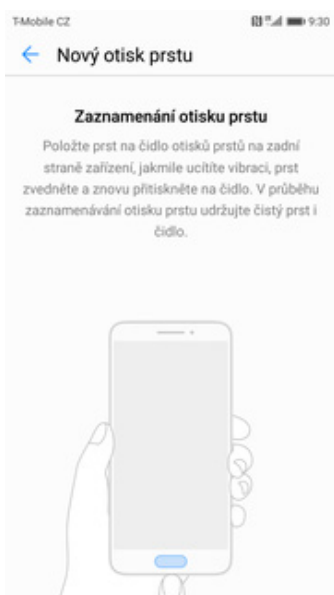 T-Mobile CZ 9:30
Nový otisk prstu
Zaznamenání otisku prstu
Položte prst na čidlo otisků prstů na zadní
straně zařízení, jakmile ucítíte vibraci, prst
zvedněte a znovu přitiskněte na čidlo. V průběhu
zaznamenávání otisku prstu udržujte čistý prst i
čidlo.